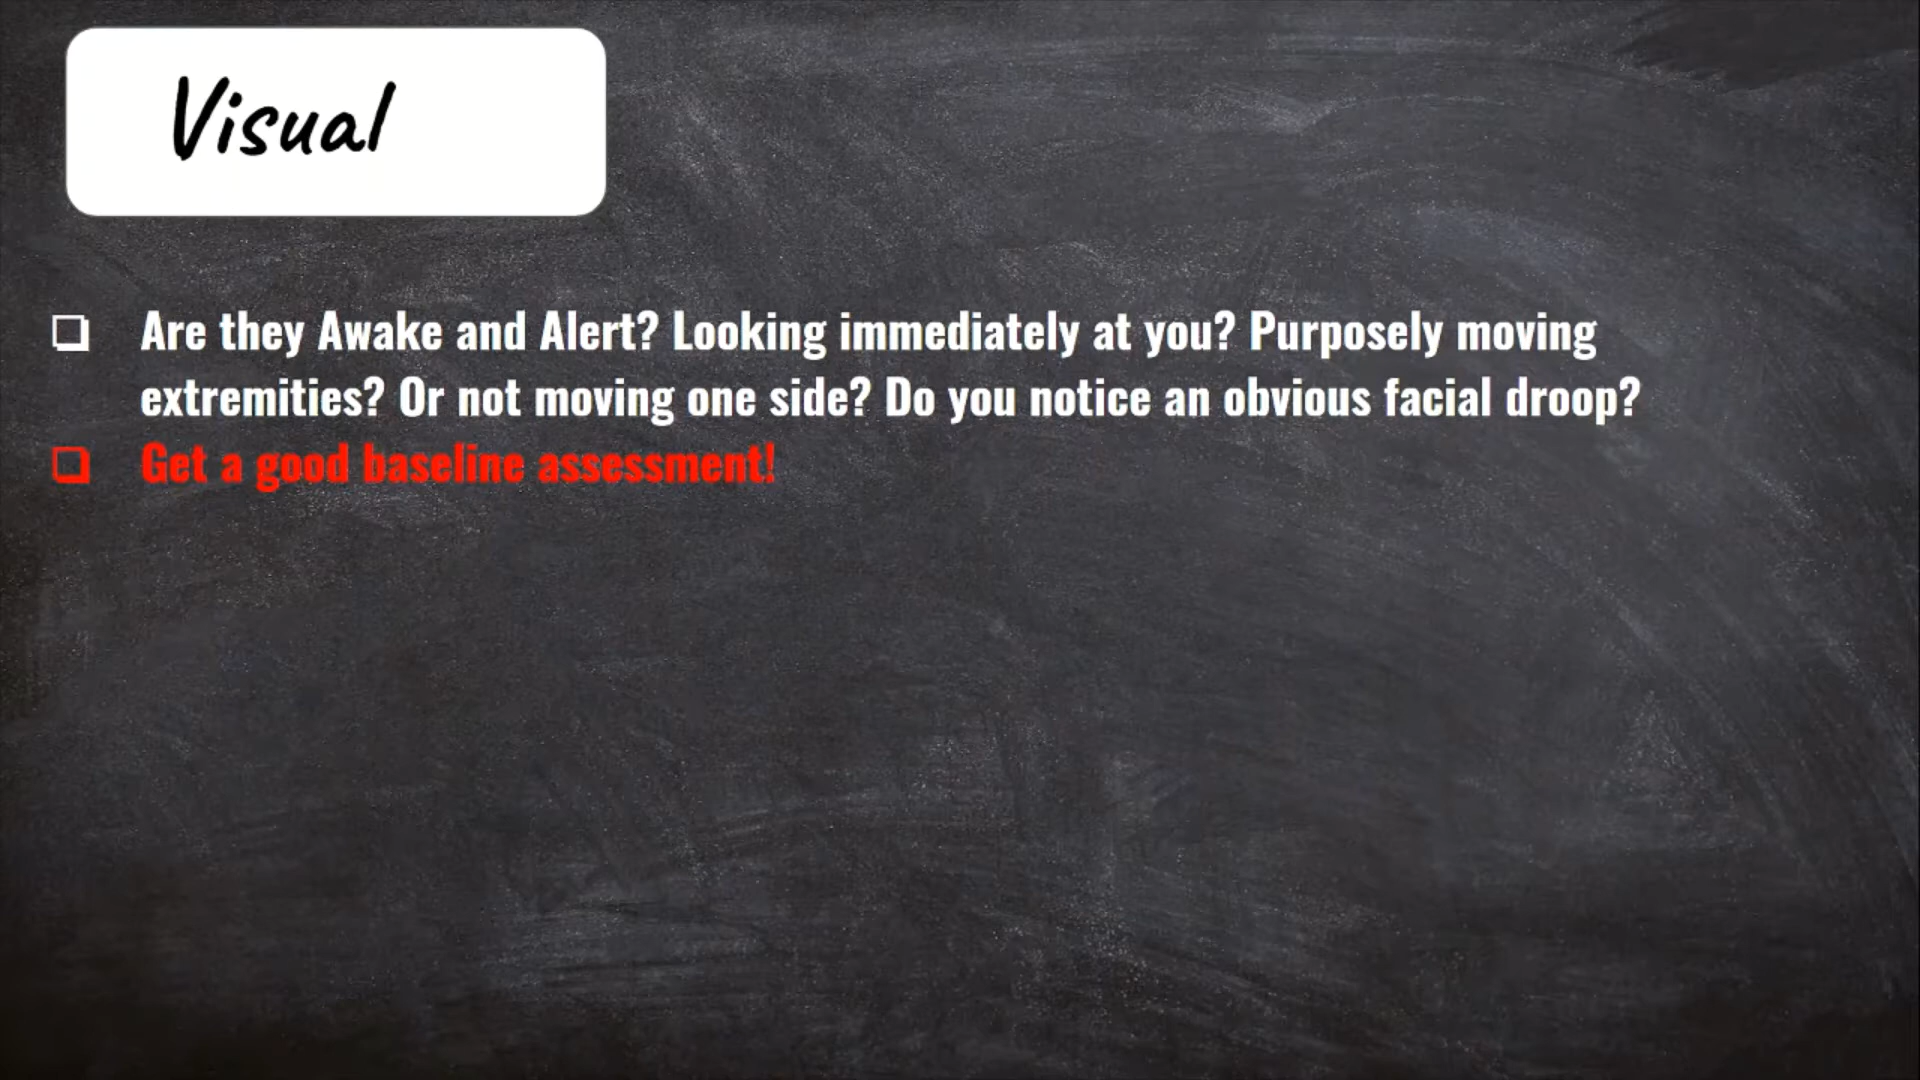 Visual
Are they Awake and Alert? Looking immediately at you? Purposely moving
extremities? Or not moving one side? Do you notice an obvious facial droop?
Get a good baseline assessment!